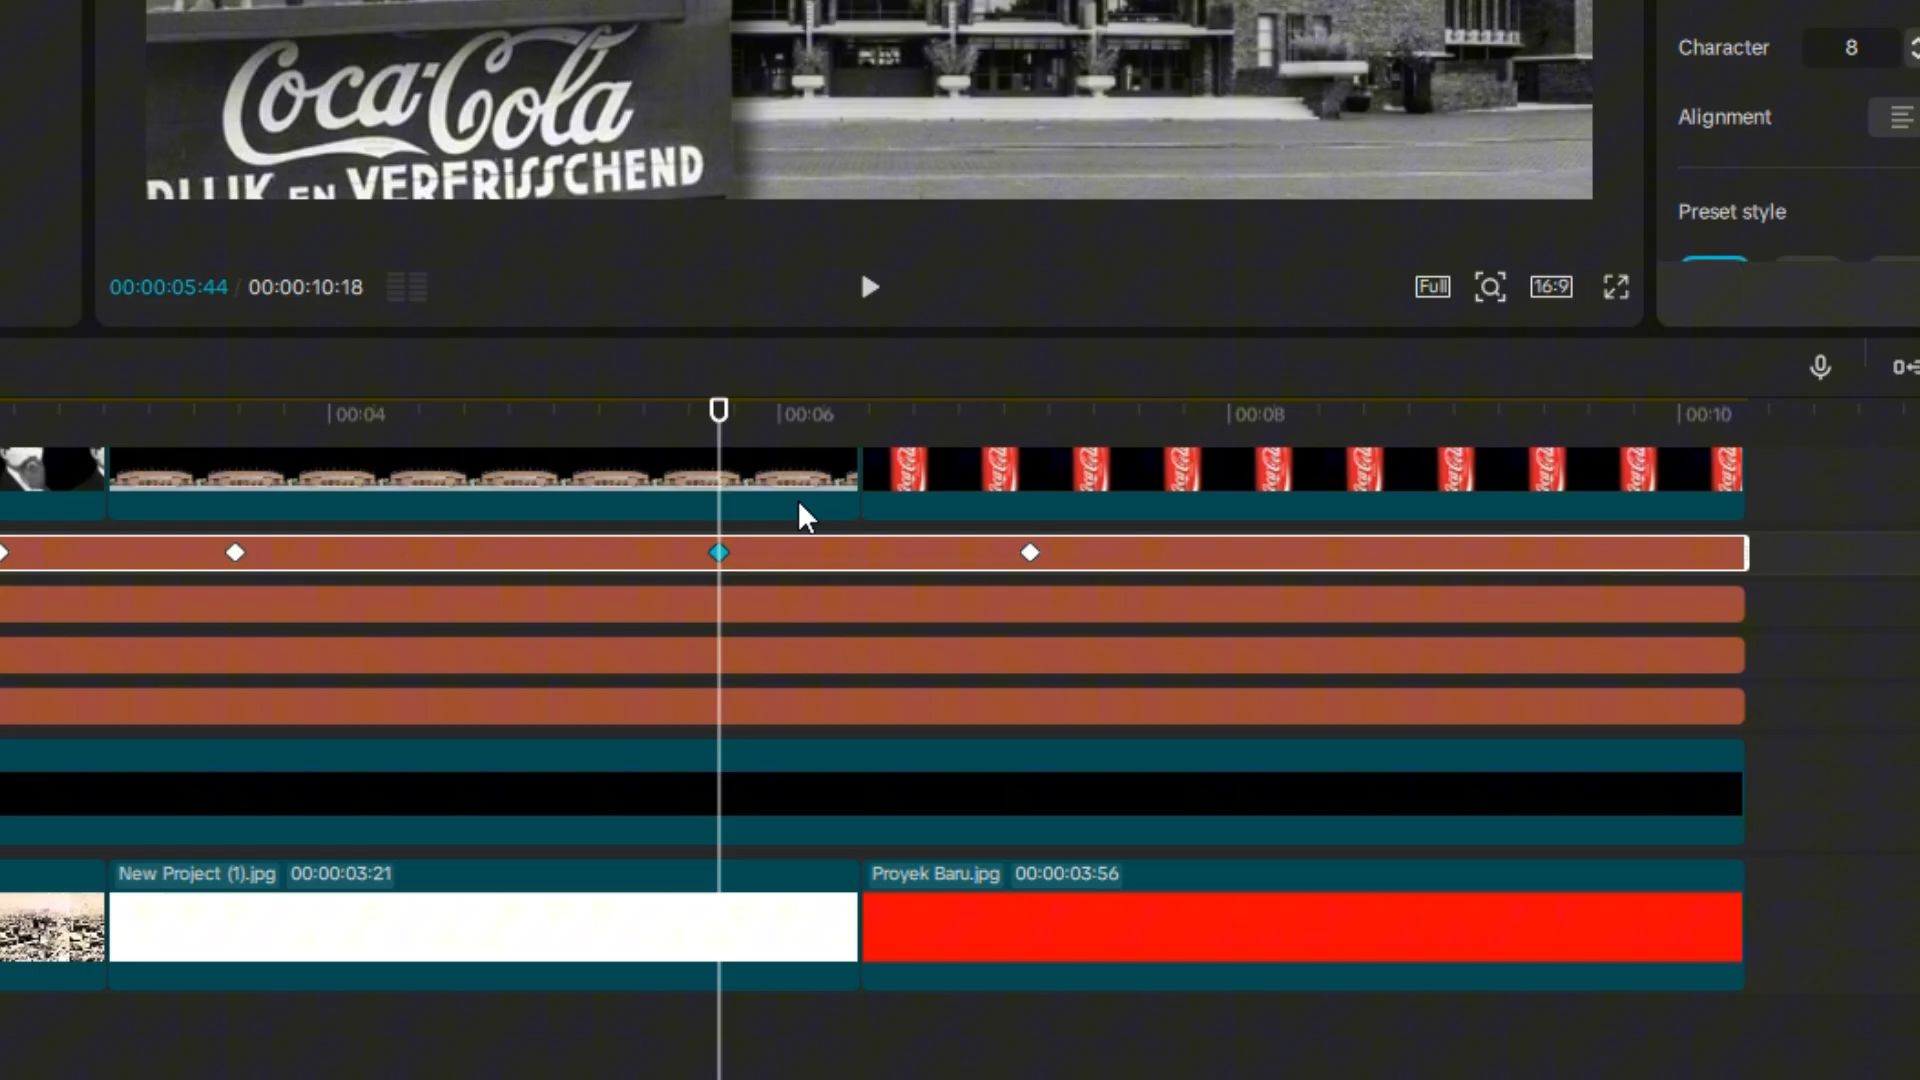 Coca-Cola
EN VERFRISSCHEND
Character 8
Alignment
Preset style
00:00:05:44 / 00:00:10:18
Full
16:9
00:04 00:06 00:08 00:10
New Project (1).jpg 00:00:03:21
Proyek Baru.jpg 00:00:03:56